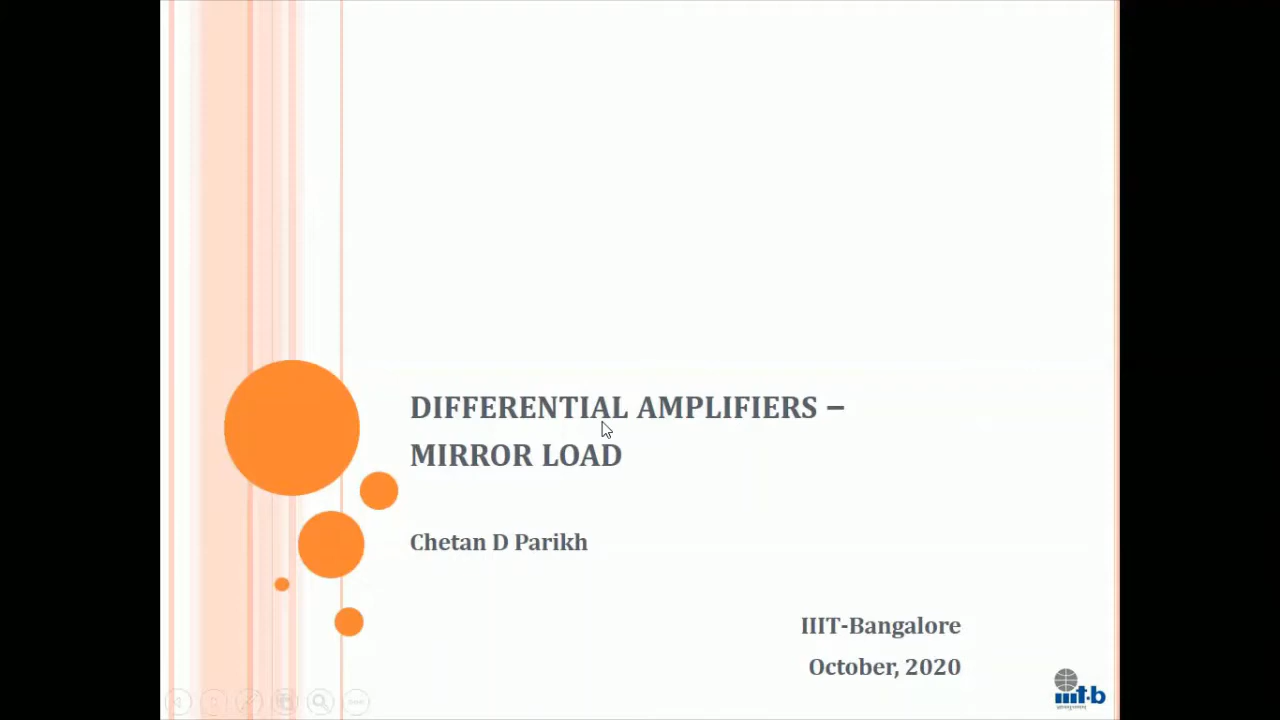 DIFFERENTIAL AMPLIFIERS –
MIRROR LOAD
Chetan D Parikh
IIIT-Bangalore
October, 2020
iiit-b